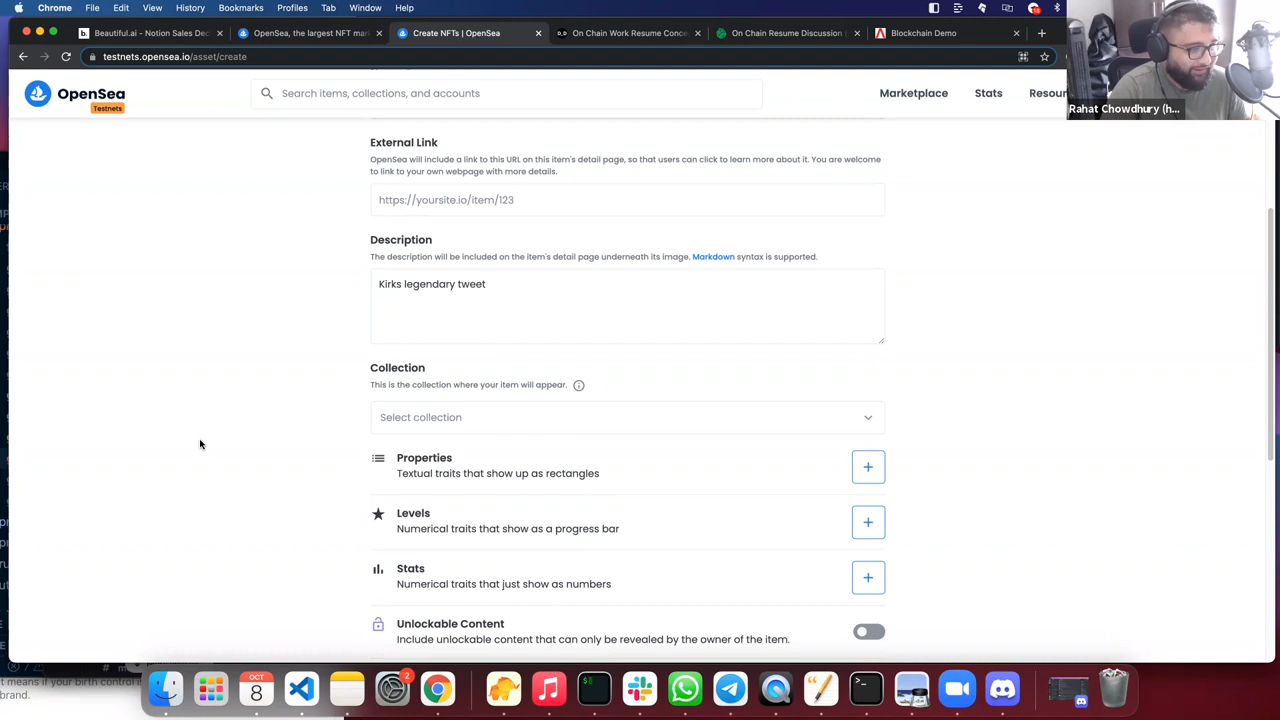 Chrome File Edit View History Bookmarks Profiles Tab Window Help
Beautiful.ai - Notion Sales Dec
OpenSea, the largest NFT mar
Create NFTs | OpenSea
On Chain Work Resume Conce
On Chain Resume Discussion (
Blockchain Demo
testnets.opensea.io/asset/create
OpenSea
Testnets
Search items, collections, and accounts
Marketplace Stats Resour
Rahat Chowdhury (h...
External Link
OpenSea will include a link to this URL on this item's detail page, so that users can click to learn more about it. You are welcome
to link to your own webpage with more details.
https://yoursite.io/item/123
Description
The description will be included on the item's detail page underneath its image. Markdown syntax is supported.
Kirks legendary tweet
Collection
This is the collection where your item will appear.
Select collection
Properties
Textual traits that show up as rectangles
Levels
Numerical traits that show as a progress bar
Stats
Numerical traits that just show as numbers
Unlockable Content
Include unlockable content that can only be revealed by the owner of the item.
t means if your birth control i
brand.
OCT
8
2